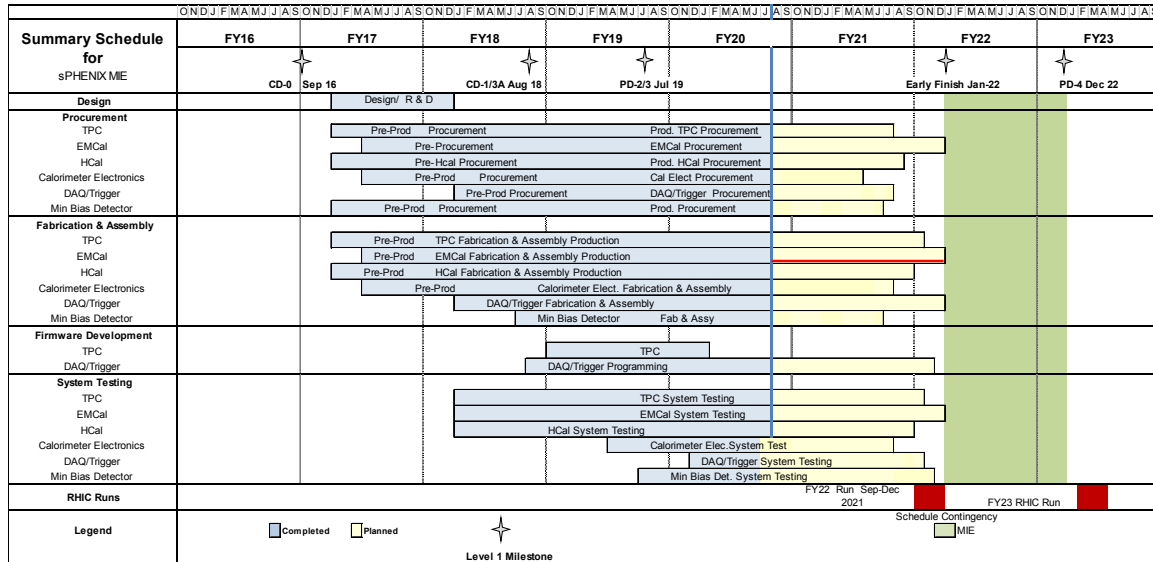 O N D J F M A M J J A S O N D J F M A M J J A S O N D J F M A M J J A S O N D J F M A M J J A S O N D J F M A M J J A S O N D J F M A M J J A S O N D J F M A M J J A S O N D J F M A M J J A S
Summary Schedule
for
sPHENIX MIE
FY16 FY17 FY18 FY19 FY20 FY21 FY22 FY23
CD-0 Sep 16 CD-1/3A Aug 18 PD-2/3 Jul 19 Early Finish Jan-22 PD-4 Dec 22
Design Design/ R & D
Procurement
TPC Pre-Prod Procurement Prod. TPC Procurement
EMCal Pre-Procurement EMCal Procurement
HCal Pre-Hcal Procurement Prod. HCal Procurement
Calorimeter Electronics Pre-Prod Procurement Cal Elect Procurement
DAQ/Trigger Pre-Prod Procurement DAQ/Trigger Procurement
Min Bias Detector Pre-Prod Procurement Prod. Procurement
Fabrication & Assembly
TPC Pre-Prod TPC Fabrication & Assembly Production
EMCal Pre-Prod EMCal Fabrication & Assembly Production
HCal Pre-Prod HCal Fabrication & Assembly Production
Calorimeter Electronics Pre-Prod Calorimeter Elect. Fabrication & Assembly
DAQ/Trigger DAQ/Trigger Fabrication & Assembly
Min Bias Detector Min Bias Detector Fab & Assy
Firmware Development
TPC TPC
DAQ/Trigger DAQ/Trigger Programming
System Testing
TPC TPC System Testing
EMCal EMCal System Testing
HCal HCal System Testing
Calorimeter Electronics Calorimeter Elec.System Test
DAQ/Trigger DAQ/Trigger System Testing
Min Bias Detector Min Bias Det. System Testing
RHIC Runs FY22 Run Sep-Dec
2021 FY23 RHIC Run
Schedule Contingency
Legend Completed Planned MIE
Level 1 Milestone